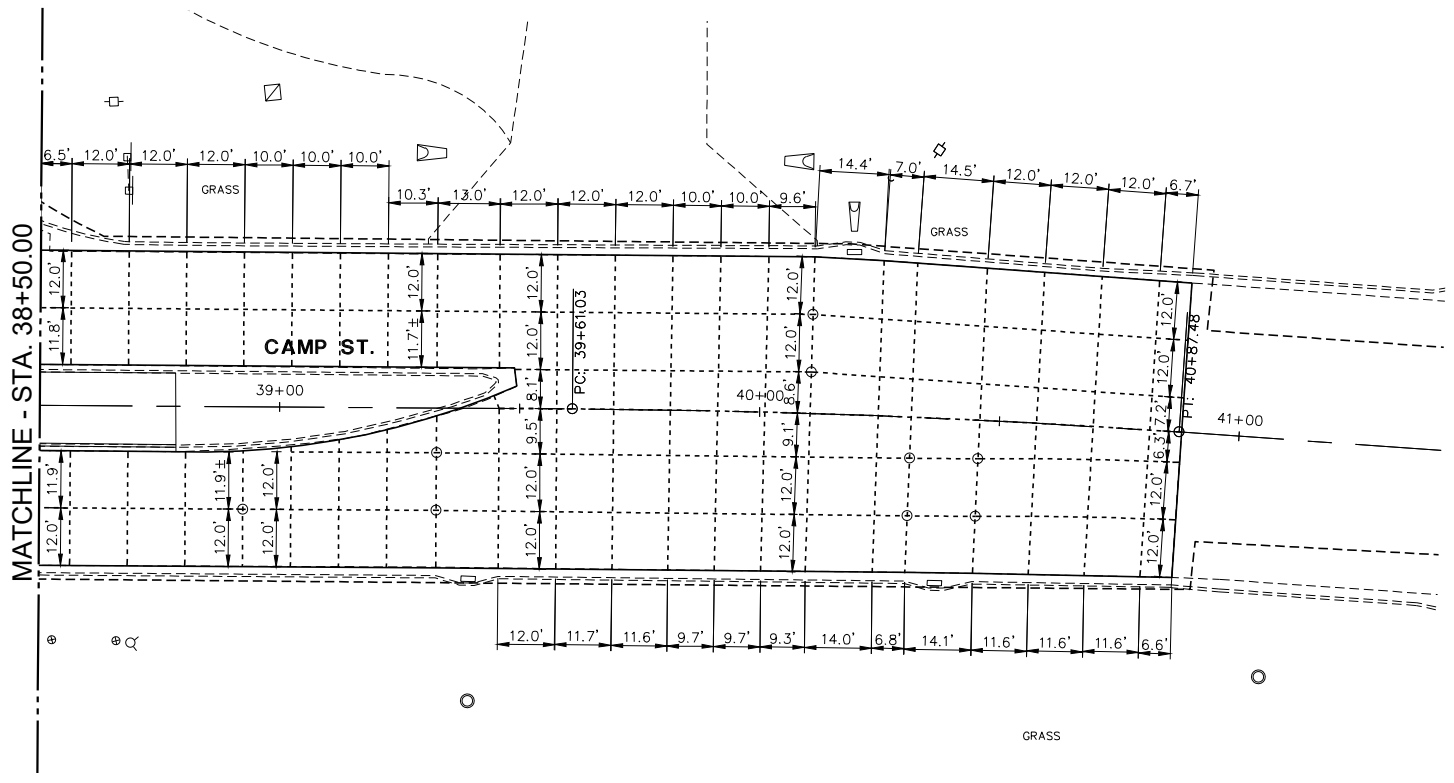 6.5' 12.0' 12.0' 12.0' 10.0' 10.0' 10.0'
14.4' 7.0' 14.5' 12.0' 12.0' 12.0' 6.7'
GRASS
10.3' 13.0' 12.0' 12.0' 12.0' 10.0' 10.0' 9.6'
GRASS
MATCHLINE - STA. 38+50.00
12.0' 12.0' 12.0' 12.0' 12.0'
11.8' 11.7'± 12.0' 12.0' 12.0'
CAMP ST.
PC: 39+61.03
PT: 40+87.48
39+00 8.1' 40+00 8.6' 7.2' 41+00
9.5' 9.1' 6.3'
11.9' 11.9'± 12.0' 12.0' 12.0' 12.0'
12.0' 12.0' 12.0' 12.0' 12.0' 12.0'
12.0' 11.7' 11.6' 9.7' 9.7' 9.3' 14.0' 6.8' 14.1' 11.6' 11.6' 11.6' 6.6'
GRASS